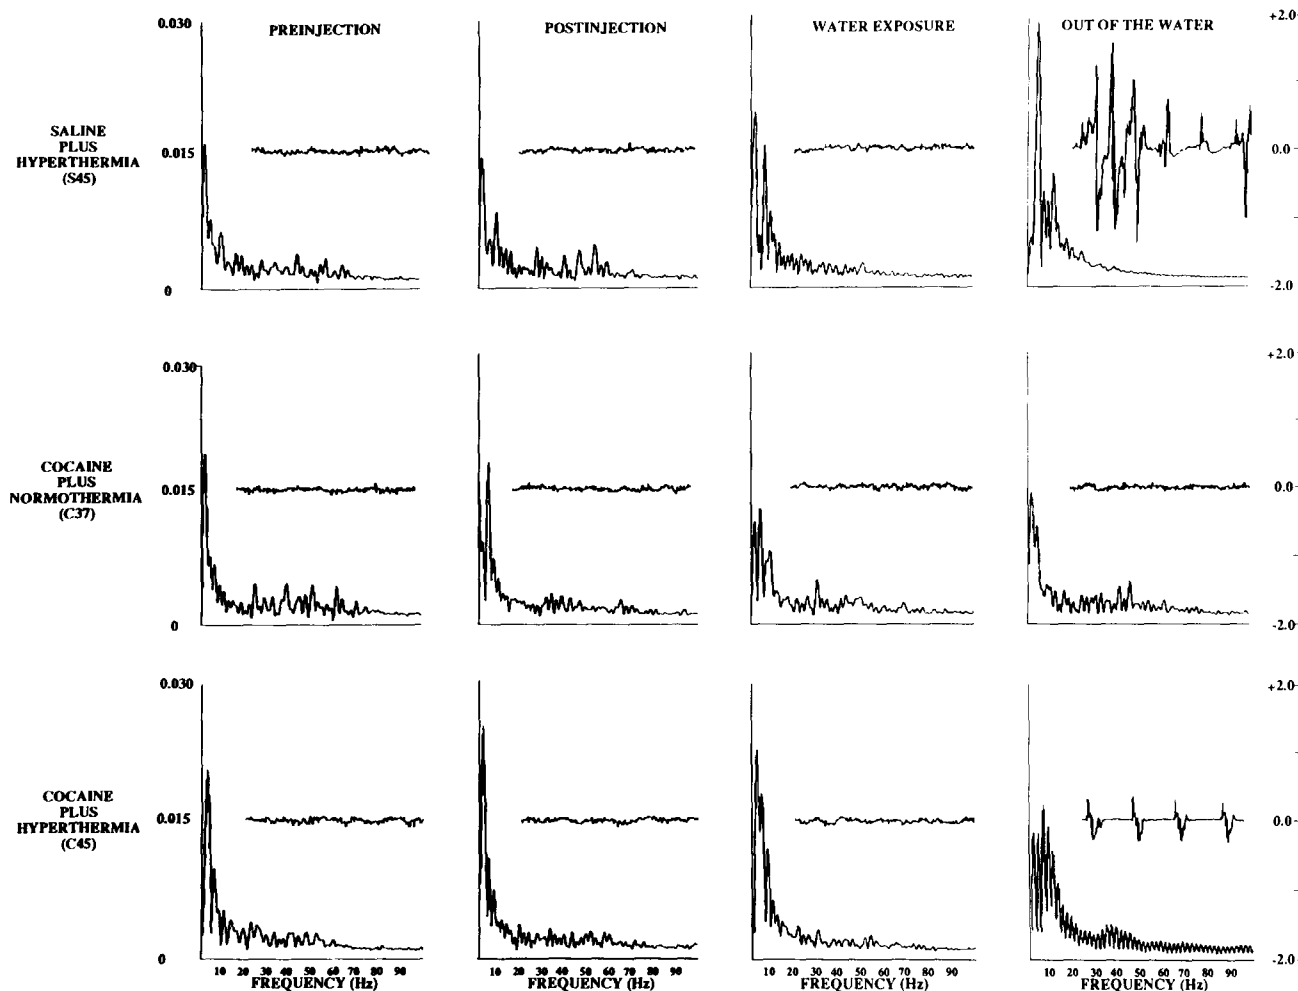 PREINJECTION
POSTINJECTION
WATER EXPOSURE
OUT OF THE WATER
0.030
0.015
0
SALINE
PLUS
HYPERTHERMIA
(S45)
+2.0
0.0
-2.0
0.030
0.015
0
COCAINE
PLUS
NORMOTHERMIA
(C37)
+2.0
0.0
-2.0
0.030
0.015
0
COCAINE
PLUS
HYPERTHERMIA
(C45)
+2.0
0.0
-2.0
10 20 30 40 50 60 70 80 90
FREQUENCY (Hz)
10 20 30 40 50 60 70 80 90
FREQUENCY (Hz)
10 20 30 40 50 60 70 80 90
FREQUENCY (Hz)
10 20 30 40 50 60 70 80 90
FREQUENCY (Hz)